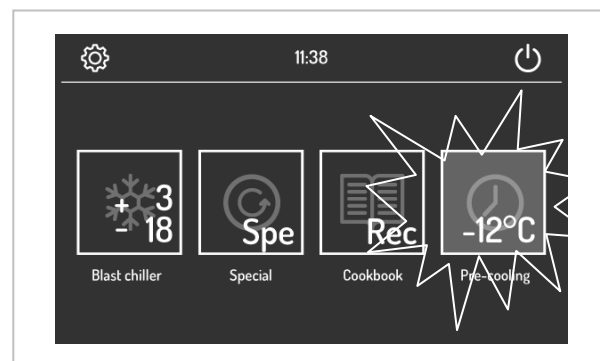 11:38
+ 3
- 18
Spe
Rec
-12°C
Blast chiller
Special
Cookbook
Pre-cooling